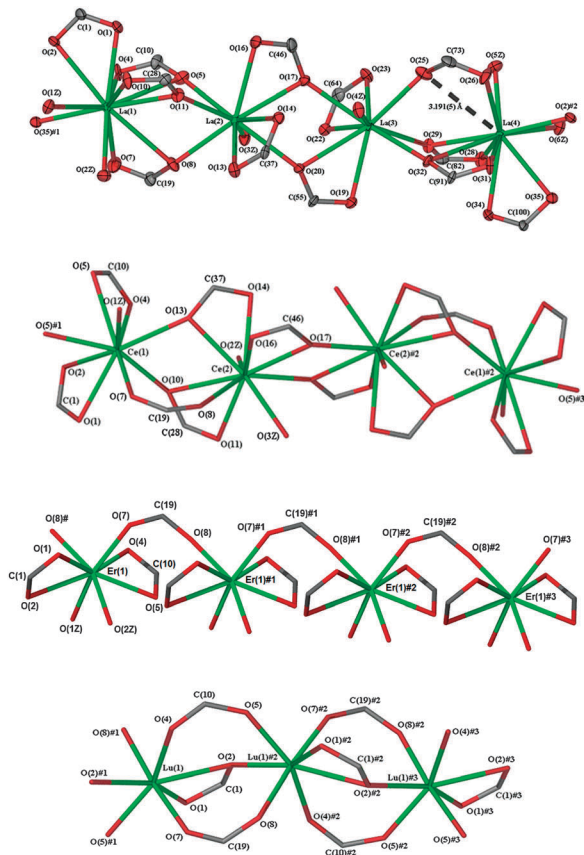 C(1) O(1)
O(2)
O(4) C(10) C(28) O(5)
O(10)
O(1Z) La(1) O(11)
O(35)#1
O(2Z) O(7) O(8)
C(19)
O(16) C(46)
O(17)
La(2) O(14)
O(3Z)
O(13) C(37)
O(20)
C(64) O(23)
O(4Z)
O(22) La(3)
C(55) O(19)
O(25) C(73) O(5Z)
O(26)
3.191(5) Å La(4) O(2)#2
O(6Z)
O(29)
O(28) C(82)
O(32) O(31)
C(91)
O(34) O(35)
C(100)
O(5) C(10)
O(1Z) O(4)
O(5)#1
Ce(1)
O(2)
C(1)
O(1)
C(37)
O(13) O(14)
O(2Z) C(46)
O(16) O(17)
Ce(2)
O(10)
O(7) O(8)
C(19)
C(28) O(11)
O(3Z)
Ce(2)#2
Ce(1)#2
O(5)#3
C(19) C(19)#1 C(19)#2
O(8)# O(7) O(8) O(7)#1 O(8)#1 O(7)#2 O(8)#2 O(7)#3
O(1) O(4)
C(1) Er(1) C(10) Er(1)#1 Er(1)#2 Er(1)#3
O(2) O(5)
O(1Z) O(2Z)
C(10) C(19)#2
O(4) O(5) O(7)#2 O(8)#2
O(8)#1 O(1)#2 O(4)#3
Lu(1) O(2) Lu(1)#2 C(1)#2 Lu(1)#3 O(2)#3
O(2)#1 C(1) O(2)#2 C(1)#3
O(1) O(1)#3
O(5)#1 O(7) O(8) O(4)#2 O(5)#2 O(5)#3
C(19) C(10)#2